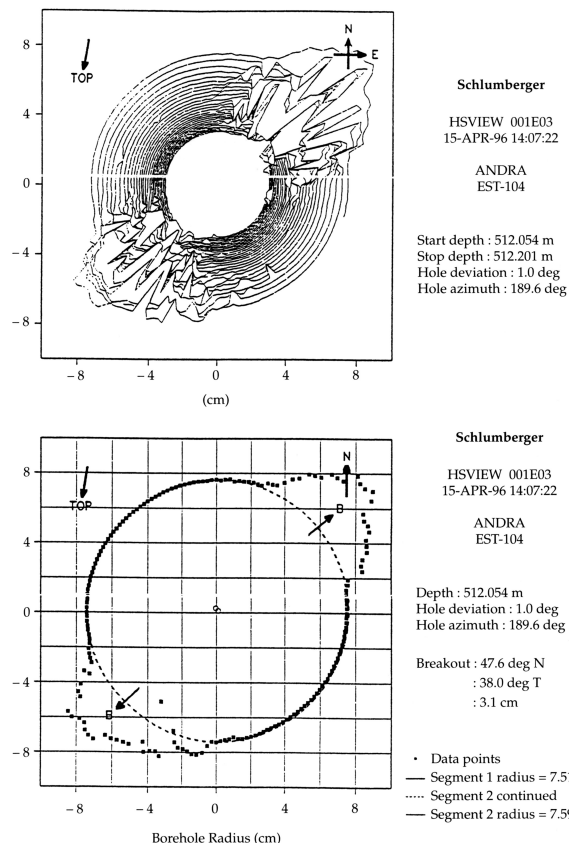 N
E
TOP
8
4
0
– 4
– 8
– 8
– 4
0
4
8
(cm)
Schlumberger
HSVIEW 001E03
15-APR-96 14:07:22
ANDRA
EST-104
Start depth : 512.054 m
Stop depth : 512.201 m
Hole deviation : 1.0 deg
Hole azimuth : 189.6 deg
N
TOP
B
B
8
4
0
– 4
– 8
– 8
– 4
0
4
8
Borehole Radius (cm)
Schlumberger
HSVIEW 001E03
15-APR-96 14:07:22
ANDRA
EST-104
Depth : 512.054 m
Hole deviation : 1.0 deg
Hole azimuth : 189.6 deg
Breakout : 47.6 deg N
: 38.0 deg T
: 3.1 cm
Data points
Segment 1 radius = 7.5
Segment 2 continued
Segment 2 radius = 7.5